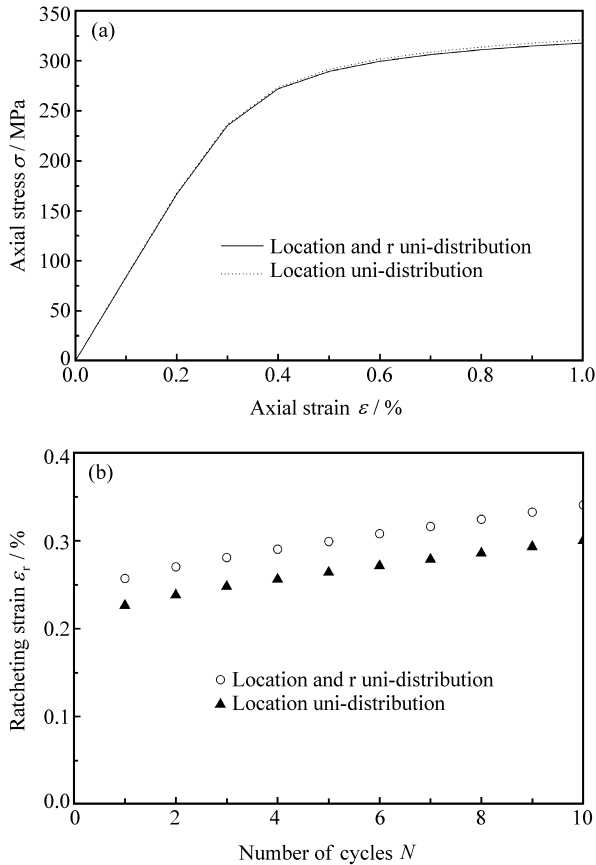 (a)
350
300
250
200
150
100
50
0
Axial stress σ / MPa
Location and r uni-distribution
Location uni-distribution
0.0 0.2 0.4 0.6 0.8 1.0
Axial strain ε / %
(b)
0.4
0.3
0.2
0.1
0.0
Ratcheting strain εr / %
Location and r uni-distribution
Location uni-distribution
0 2 4 6 8 10
Number of cycles N